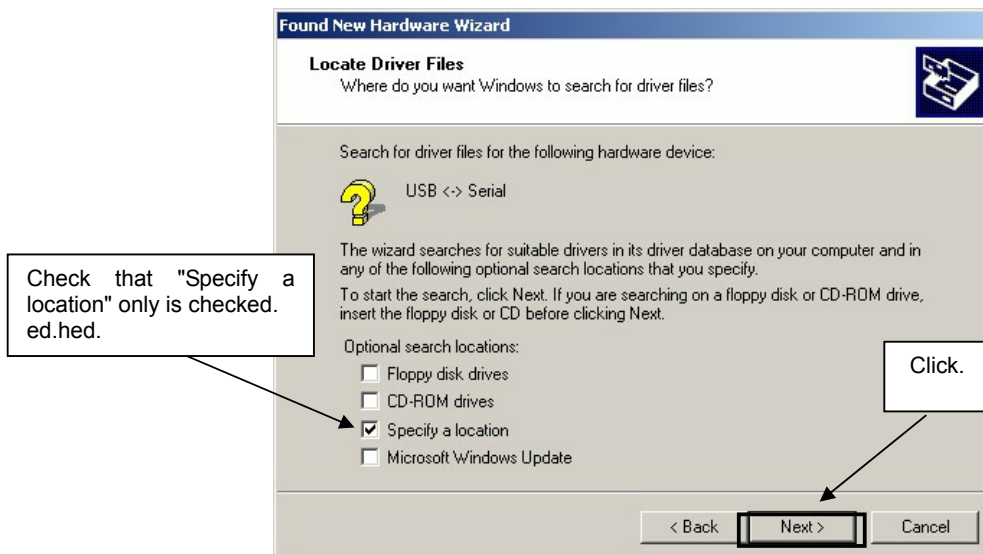 Found New Hardware Wizard
Locate Driver Files
Where do you want Windows to search for driver files?
Search for driver files for the following hardware device:
USB <-> Serial
The wizard searches for suitable drivers in its driver database on your computer and in
any of the following optional search locations that you specify.
To start the search, click Next. If you are searching on a floppy disk or CD-ROM drive,
insert the floppy disk or CD before clicking Next.
Check that "Specify a
location" only is checked.
ed.hed.
Optional search locations:
Floppy disk drives
CD-ROM drives
Specify a location
Microsoft Windows Update
Click.
< Back
Next >
Cancel